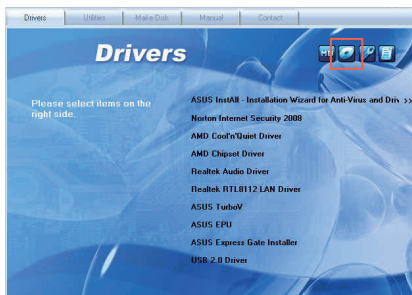 Drivers Utilities Make Disk Manual Contact
Drivers
Please select items on the
right side.
ASUS InstAll - Installation Wizard for Anti-Virus and Driv >>
Norton Internet Security 2008
AMD Cool'n'Quiet Driver
AMD Chipset Driver
Realtek Audio Driver
Realtek RTL8112 LAN Driver
ASUS TurboV
ASUS EPU
ASUS Express Gate Installer
USB 2.0 Driver